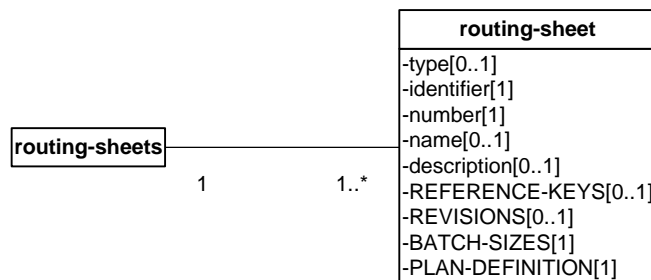 routing-sheet
-type[0..1]
-identifier[1]
-number[1]
-name[0..1]
-description[0..1]
-REFERENCE-KEYS[0..1]
-REVISIONS[0..1]
-BATCH-SIZES[1]
-PLAN-DEFINITION[1]
routing-sheets
1
1..*